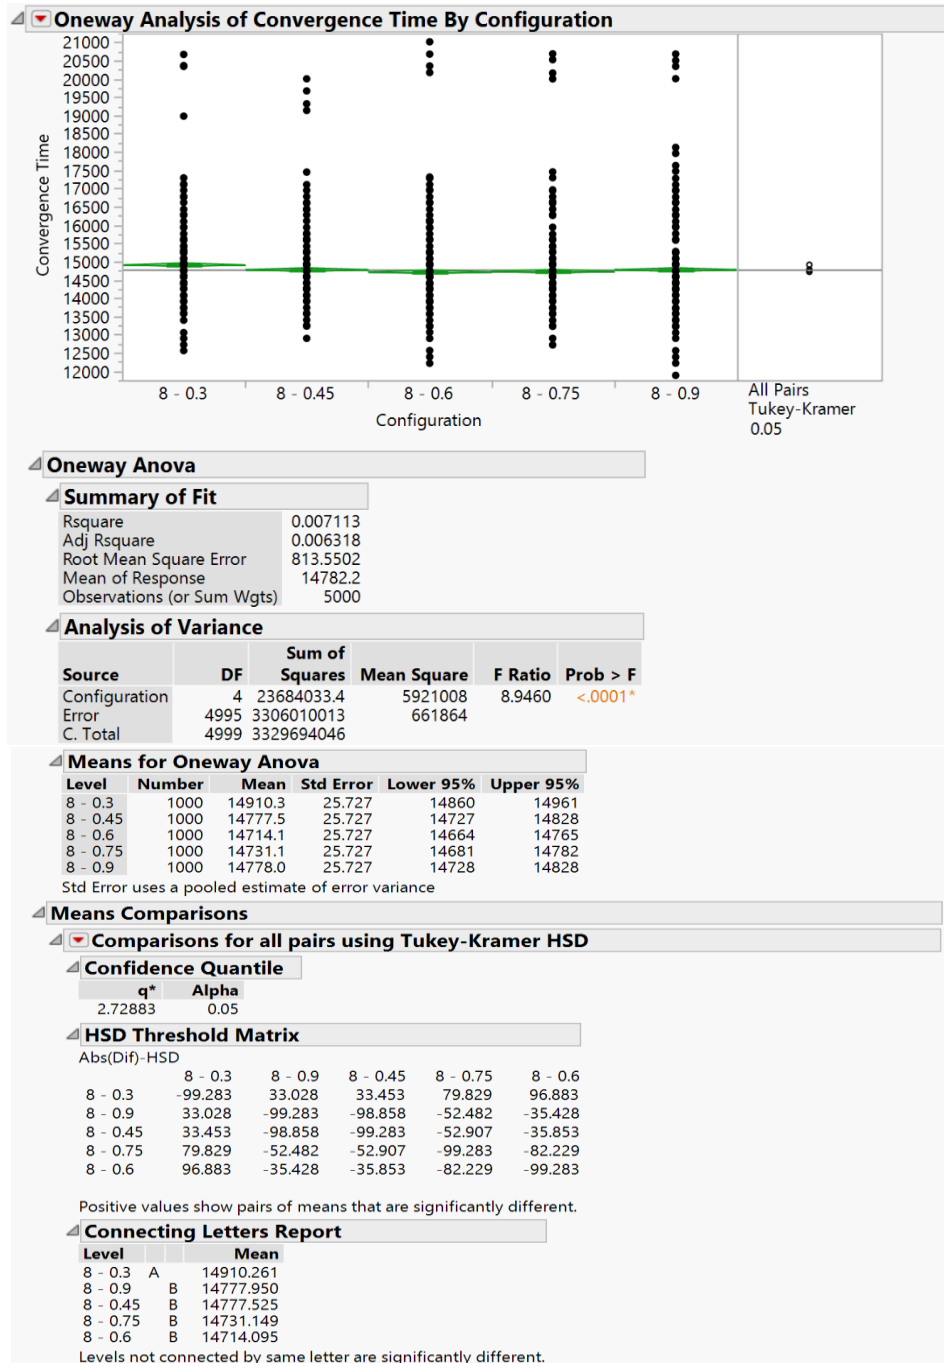 Oneway Analysis of Convergence Time By Configuration
21000
20500
20000
19500
19000
18500
18000
17500
17000
16500
16000
15500
15000
14500
14000
13500
13000
12500
12000
Convergence Time
8 - 0.3 8 - 0.45 8 - 0.6 8 - 0.75 8 - 0.9
Configuration
All Pairs
Tukey-Kramer
0.05
Oneway Anova
Summary of Fit
Rsquare 0.007113
Adj Rsquare 0.006318
Root Mean Square Error 813.5502
Mean of Response 14782.2
Observations (or Sum Wgts) 5000
Analysis of Variance
Source DF Sum of Squares Mean Square F Ratio Prob > F
Configuration 4 23684033.4 5921008 8.9460 <.0001*
Error 4995 3306010013 661864
C. Total 4999 3329694046
Means for Oneway Anova
Level Number Mean Std Error Lower 95% Upper 95%
8 - 0.3 1000 14910.3 25.727 14860 14961
8 - 0.45 1000 14777.5 25.727 14727 14828
8 - 0.6 1000 14714.1 25.727 14664 14765
8 - 0.75 1000 14731.1 25.727 14681 14782
8 - 0.9 1000 14778.0 25.727 14728 14828
Std Error uses a pooled estimate of error variance
Means Comparisons
Comparisons for all pairs using Tukey-Kramer HSD
Confidence Quantile
q* Alpha
2.72883 0.05
HSD Threshold Matrix
Abs(Dif)-HSD
8 - 0.3 8 - 0.9 8 - 0.45 8 - 0.75 8 - 0.6
8 - 0.3 -99.283 33.028 33.453 79.829 96.883
8 - 0.9 33.028 -99.283 -98.858 -52.482 -35.428
8 - 0.45 33.453 -98.858 -99.283 -52.907 -35.853
8 - 0.75 79.829 -52.482 -52.907 -99.283 -82.229
8 - 0.6 96.883 -35.428 -35.853 -82.229 -99.283
Positive values show pairs of means that are significantly different.
Connecting Letters Report
Level Mean
8 - 0.3 A 14910.261
8 - 0.9 B 14777.950
8 - 0.45 B 14777.525
8 - 0.75 B 14731.149
8 - 0.6 B 14714.095
Levels not connected by same letter are significantly different.